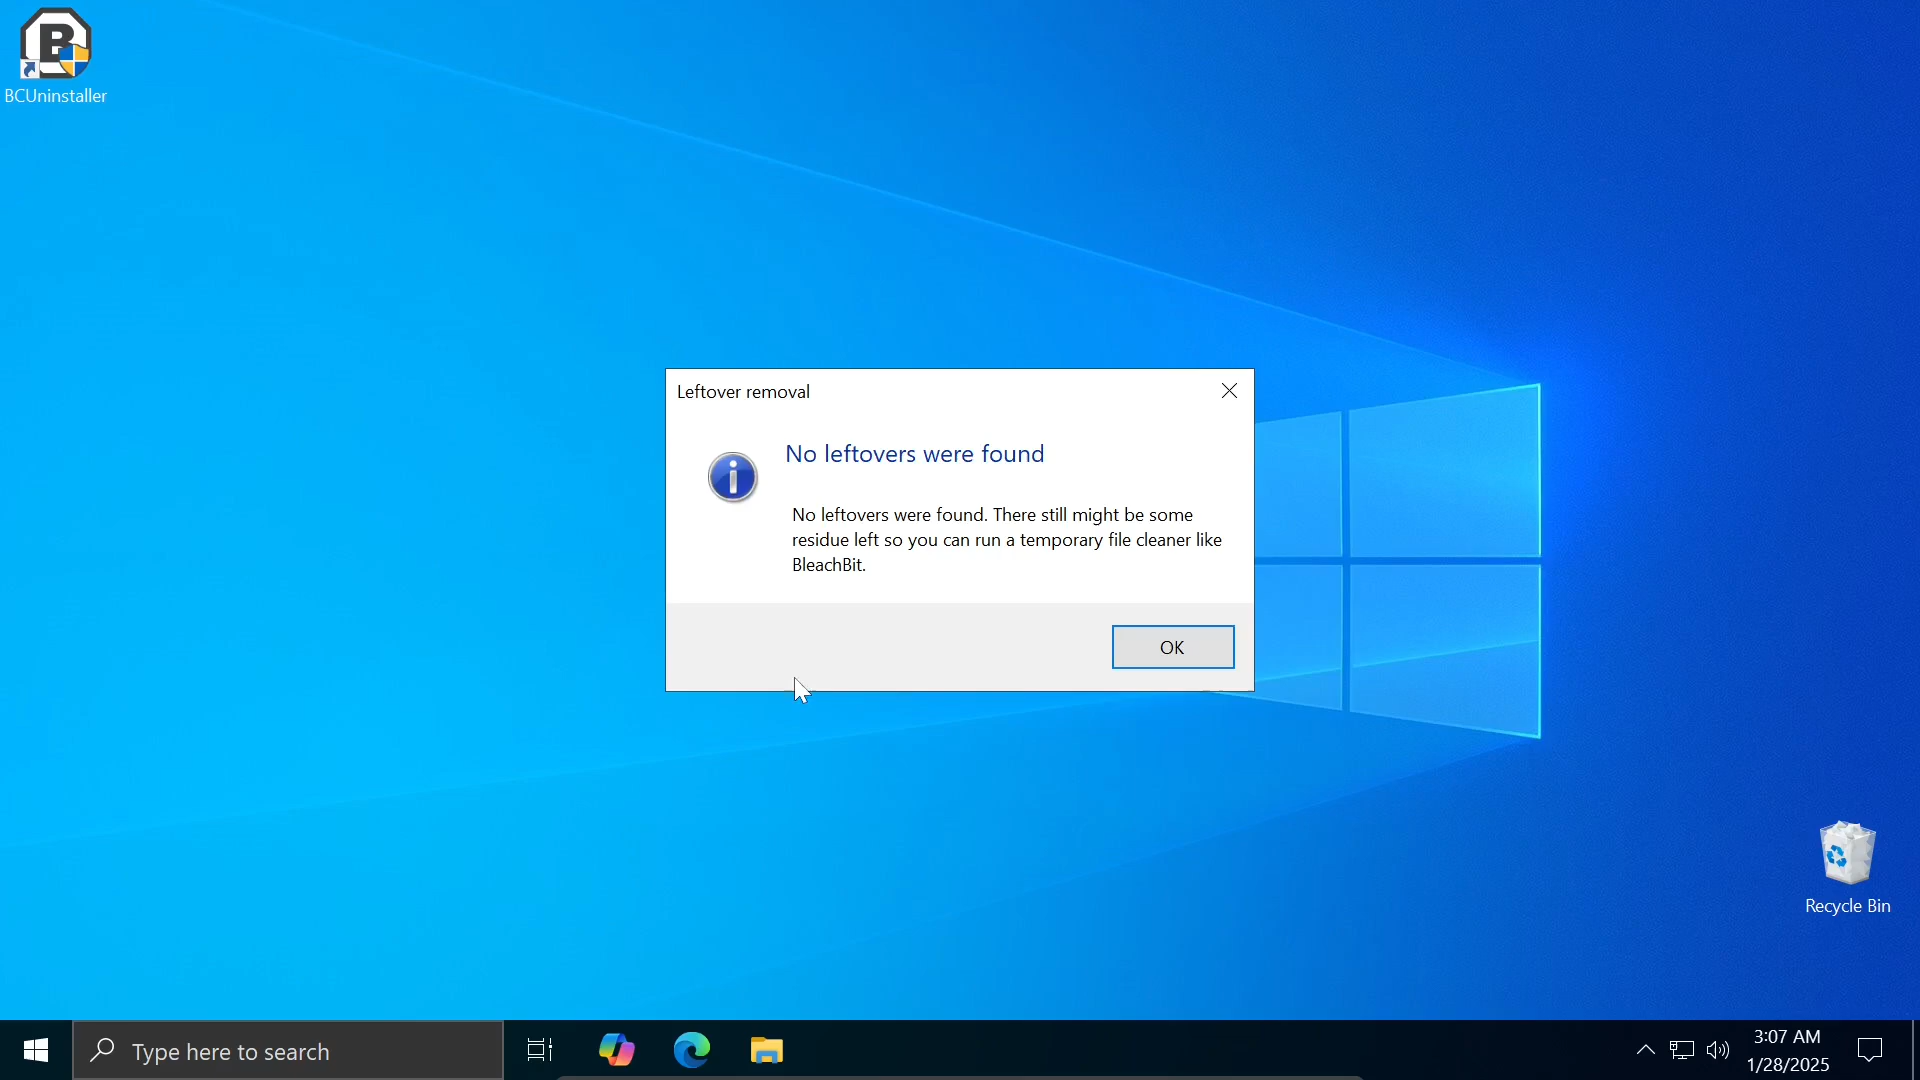 BCUninstaller
Leftover removal
No leftovers were found
No leftovers were found. There still might be some
residue left so you can run a temporary file cleaner like
BleachBit.
OK
Recycle Bin
Type here to search
3:07 AM
1/28/2025